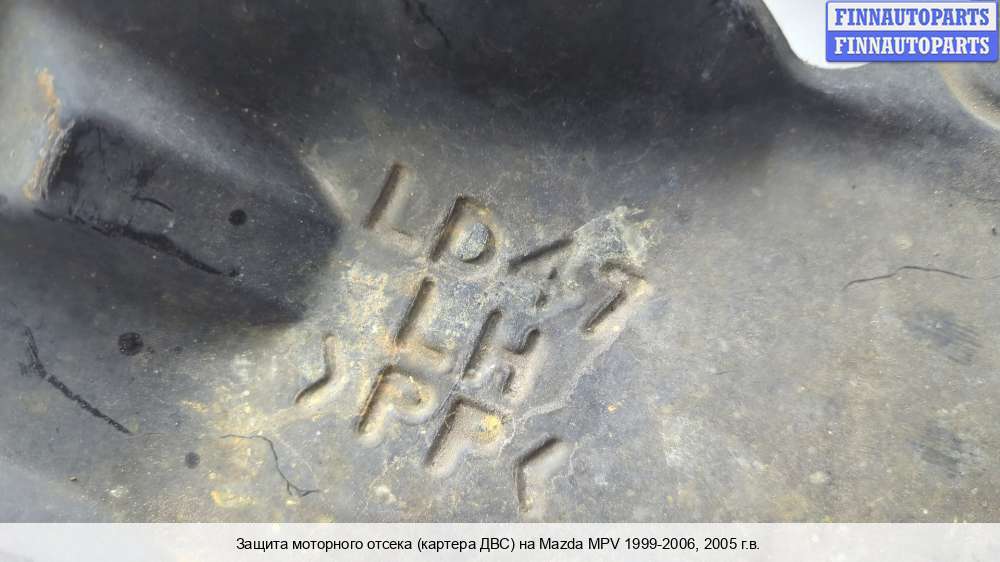 FINNAUTOPARTS
FINNAUTOPARTS
LD47
LH
>PP<
Защита моторного отсека (картера ДВС) на Mazda MPV 1999-2006, 2005 г.в.